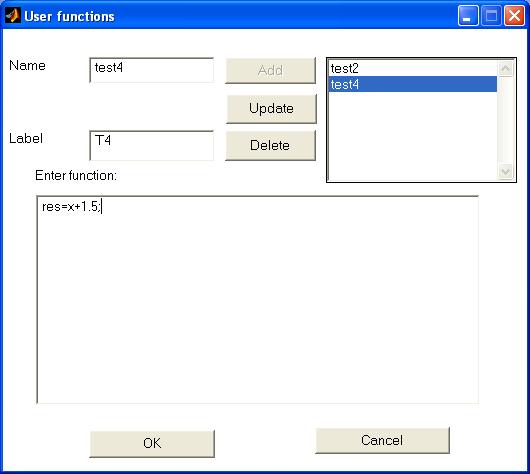 User functions
Name
test4
Add
test2
test4
Update
Label
T4
Delete
Enter function:
res=x+1.5;
OK
Cancel